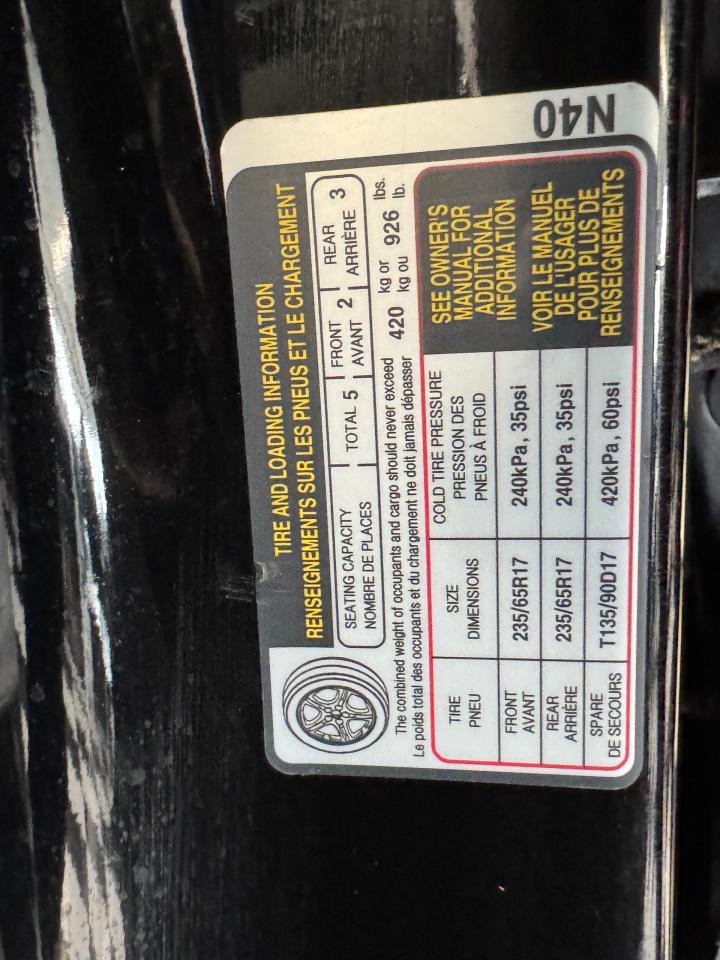 TIRE AND LOADING INFORMATION
RENSEIGNEMENTS SUR LES PNEUS ET LE CHARGEMENT
SEATING CAPACITY
NOMBRE DE PLACES
TOTAL 5
FRONT
AVANT
2
REAR
ARRIÈRE
3
The combined weight of occupants and cargo should never exceed 420 kg or 926 lbs.
Le poids total des occupants et du chargement ne doit jamais dépasser kg ou lb.
TIRE
PNEU
SIZE
DIMENSIONS
COLD TIRE PRESSURE
PRESSION DES
PNEUS À FROID
FRONT
AVANT
235/65R17
240kPa, 35psi
REAR
ARRIÈRE
235/65R17
240kPa, 35psi
SPARE
DE SECOURS
T135/90D17
420kPa, 60psi
SEE OWNER'S
MANUAL FOR
ADDITIONAL
INFORMATION
VOIR LE MANUEL
DE L'USAGER
POUR PLUS DE
RENSEIGNEMENTS
N40